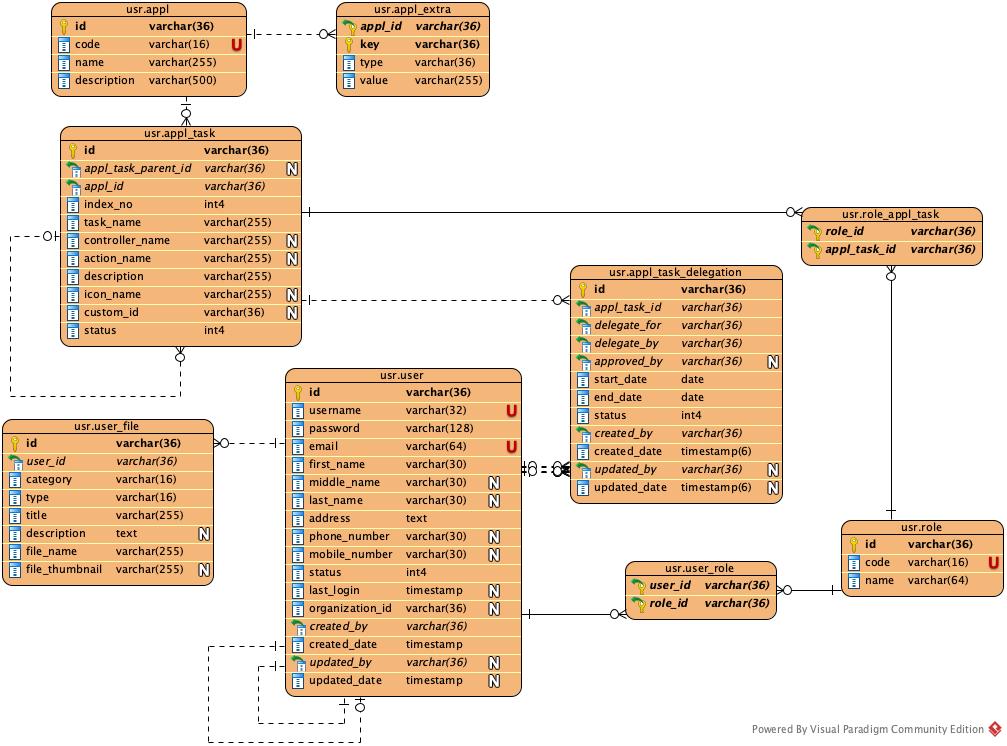 usr.appl
id varchar(36)
code varchar(16) U
name varchar(255)
description varchar(500)
usr.appl_extra
appl_id varchar(36)
key varchar(36)
type varchar(36)
value varchar(255)
usr.appl_task
id varchar(36)
appl_task_parent_id varchar(36) N
appl_id varchar(36)
index_no int4
task_name varchar(255)
controller_name varchar(255) N
action_name varchar(255) N
description varchar(255)
icon_name varchar(255) N
custom_id varchar(36) N
status int4
usr.role_appl_task
role_id varchar(36)
appl_task_id varchar(36)
usr.appl_task_delegation
id varchar(36)
appl_task_id varchar(36)
delegate_for varchar(36)
delegate_by varchar(36)
approved_by varchar(36) N
start_date date
end_date date
status int4
created_by varchar(36)
created_date timestamp(6)
updated_by varchar(36) N
updated_date timestamp(6) N
usr.user
id varchar(36)
username varchar(32) U
password varchar(128)
email varchar(64) U
first_name varchar(30)
middle_name varchar(30) N
last_name varchar(30) N
address text
phone_number varchar(30) N
mobile_number varchar(30) N
status int4
last_login timestamp N
organization_id varchar(36) N
created_by varchar(36)
created_date timestamp
updated_by varchar(36) N
updated_date timestamp N
usr.user_file
id varchar(36)
user_id varchar(36)
category varchar(16)
type varchar(16)
title varchar(255)
description text N
file_name varchar(255)
file_thumbnail varchar(255) N
usr.role
id varchar(36)
code varchar(16) U
name varchar(64)
usr.user_role
user_id varchar(36)
role_id varchar(36)
Powered By Visual Paradigm Community Edition